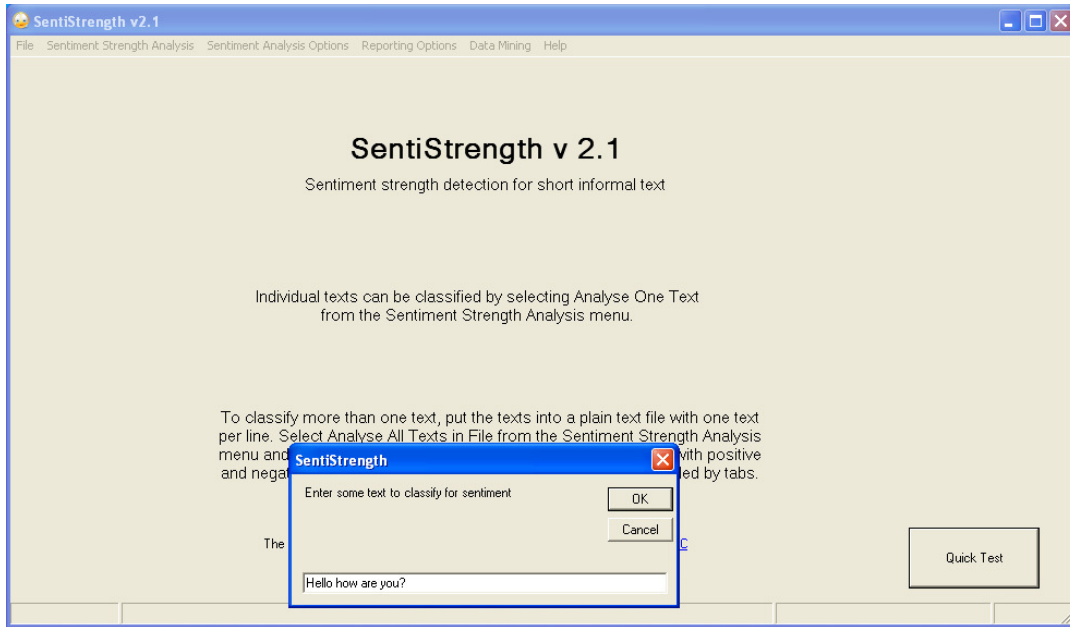 SentiStrength v2.1
File Sentiment Strength Analysis Sentiment Analysis Options Reporting Options Data Mining Help
SentiStrength v 2.1
Sentiment strength detection for short informal text
Individual texts can be classified by selecting Analyse One Text
from the Sentiment Strength Analysis menu.
To classify more than one text, put the texts into a plain text file with one text
per line. Select Analyse All Texts in File from the Sentiment Strength Analysis
menu and with positive
and negat ed by tabs.
SentiStrength
Enter some text to classify for sentiment
OK
Cancel
Hello how are you?
The C
Quick Test